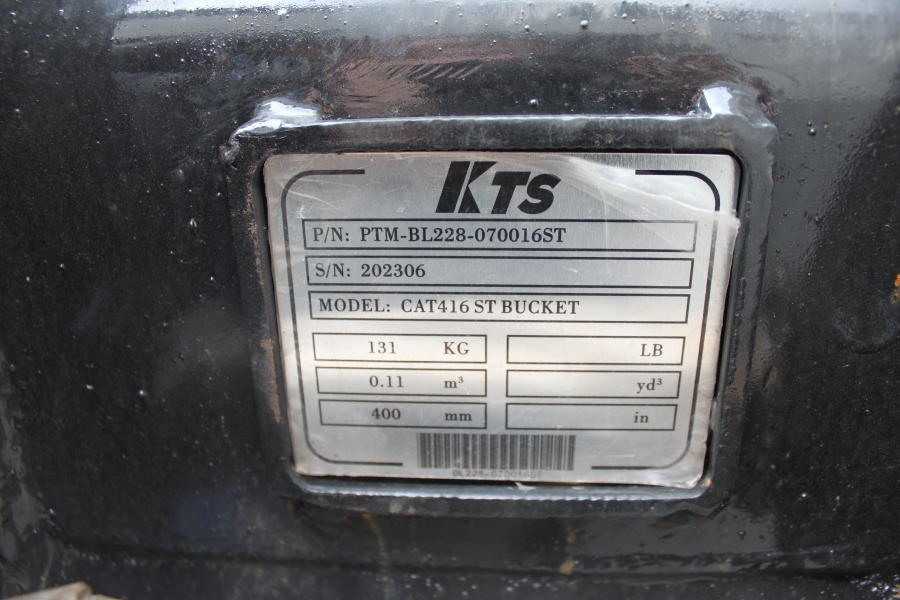 KTS
P/N: PTM-BL228-070016ST
S/N: 202306
MODEL: CAT416 ST BUCKET
131 KG LB
0.11 m³ yd³
400 mm in